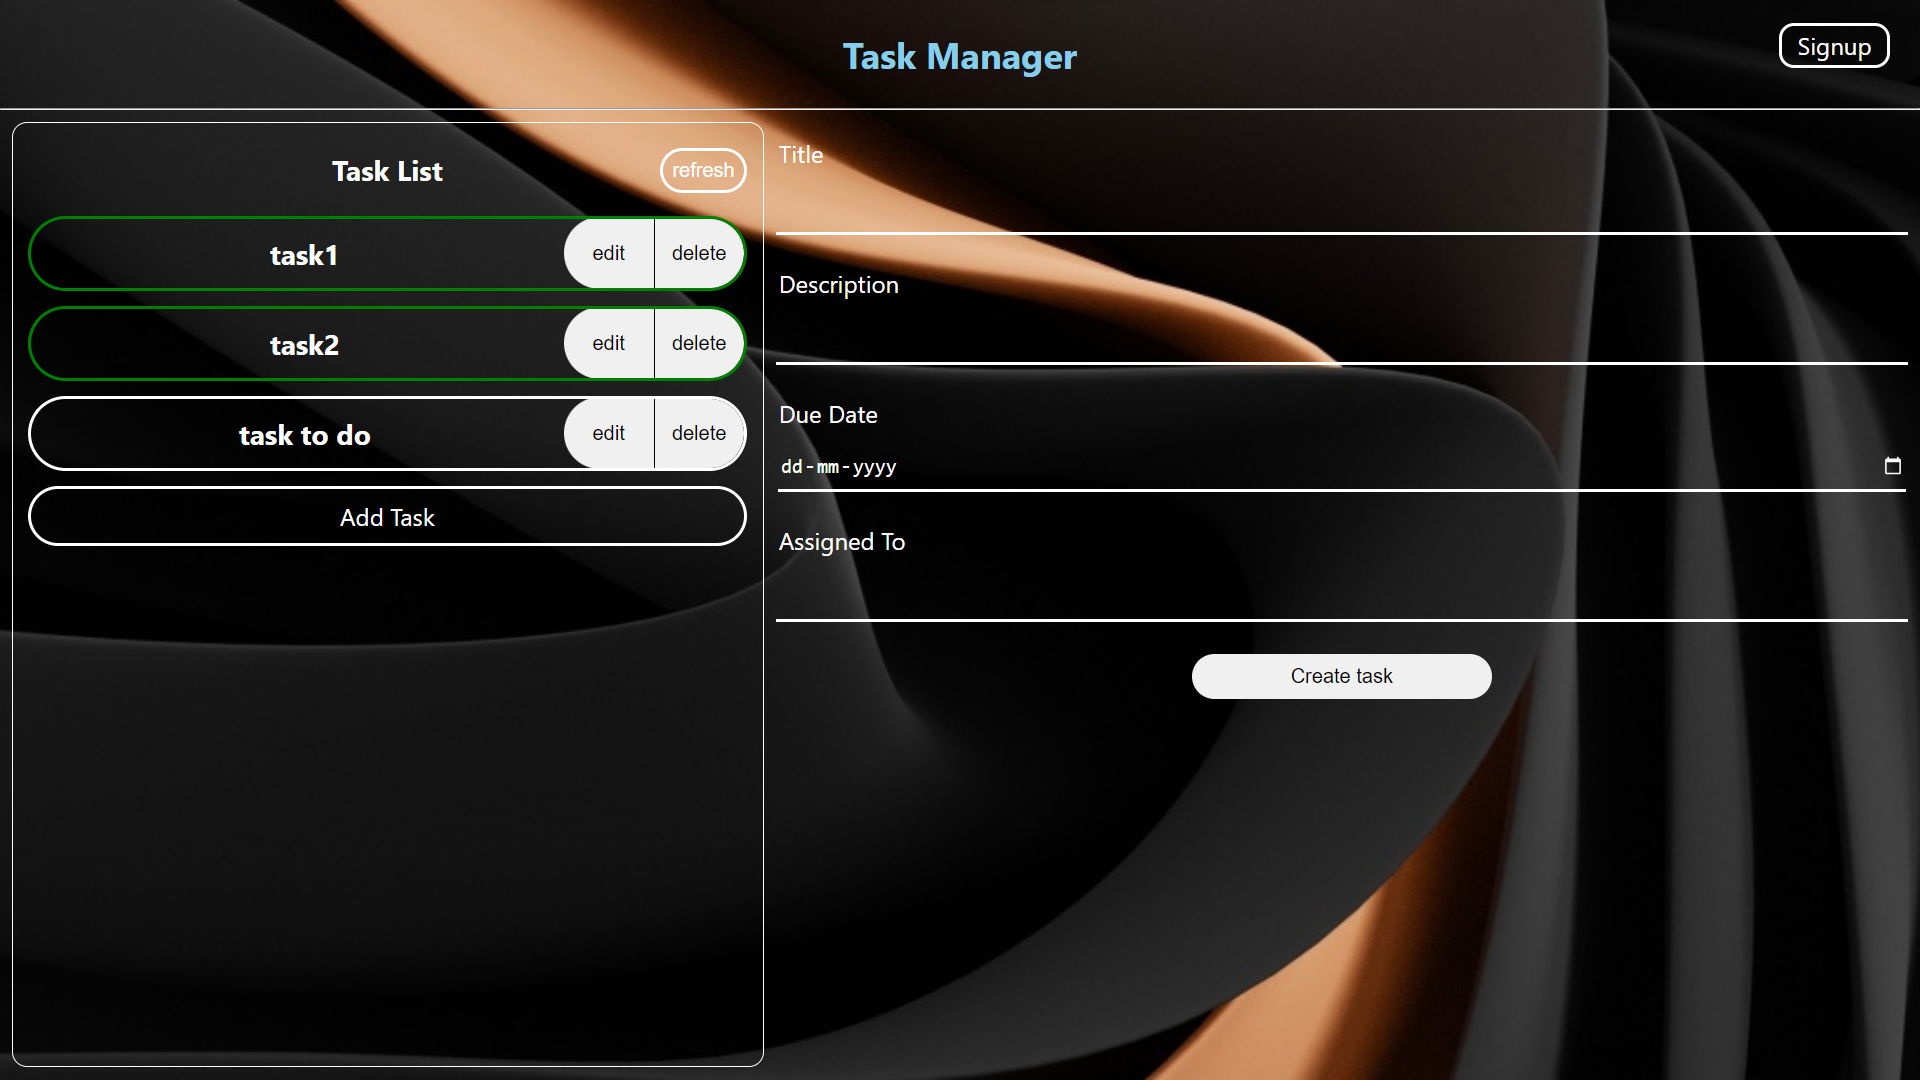 Task Manager
Signup
Task List
refresh
task1
edit
delete
task2
edit
delete
task to do
edit
delete
Add Task
Title
Description
Due Date
dd-mm-yyyy
Assigned To
Create task